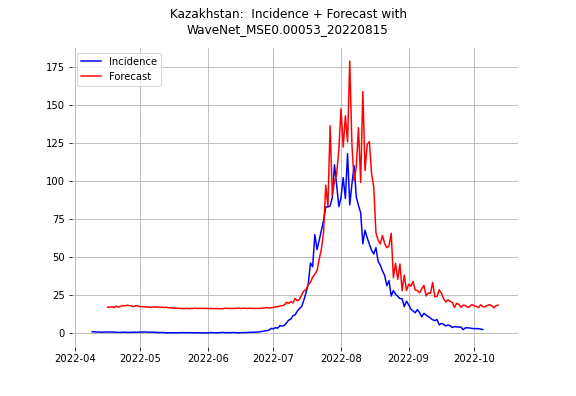 Kazakhstan:  Incidence + Forecast with
WaveNet_MSE0.00053_20220815
Incidence
Forecast
175
150
125
100
75
50
25
0
2022-04 2022-05 2022-06 2022-07 2022-08 2022-09 2022-10